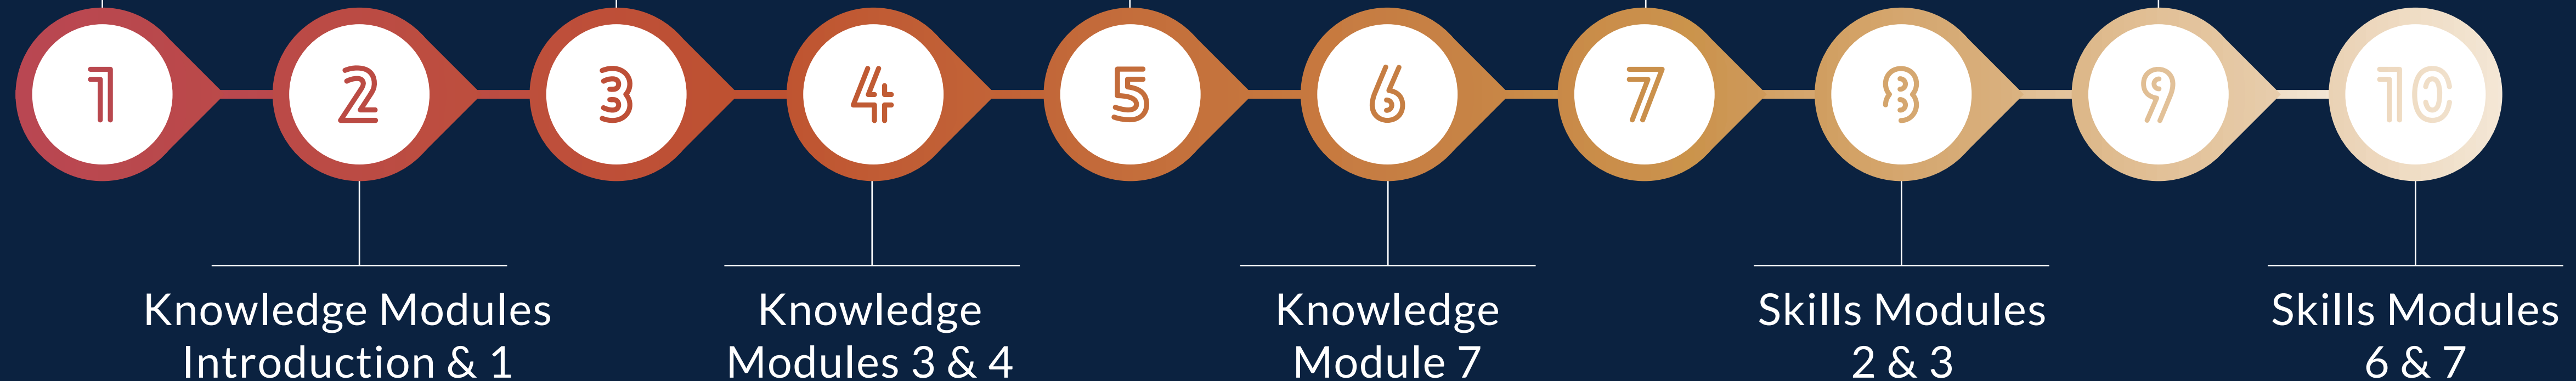 1 2 3 4 5 6 7 8 9 10
Knowledge Modules
Introduction & 1
Knowledge
Modules 3 & 4
Knowledge
Module 7
Skills Modules
2 & 3
Skills Modules
6 & 7